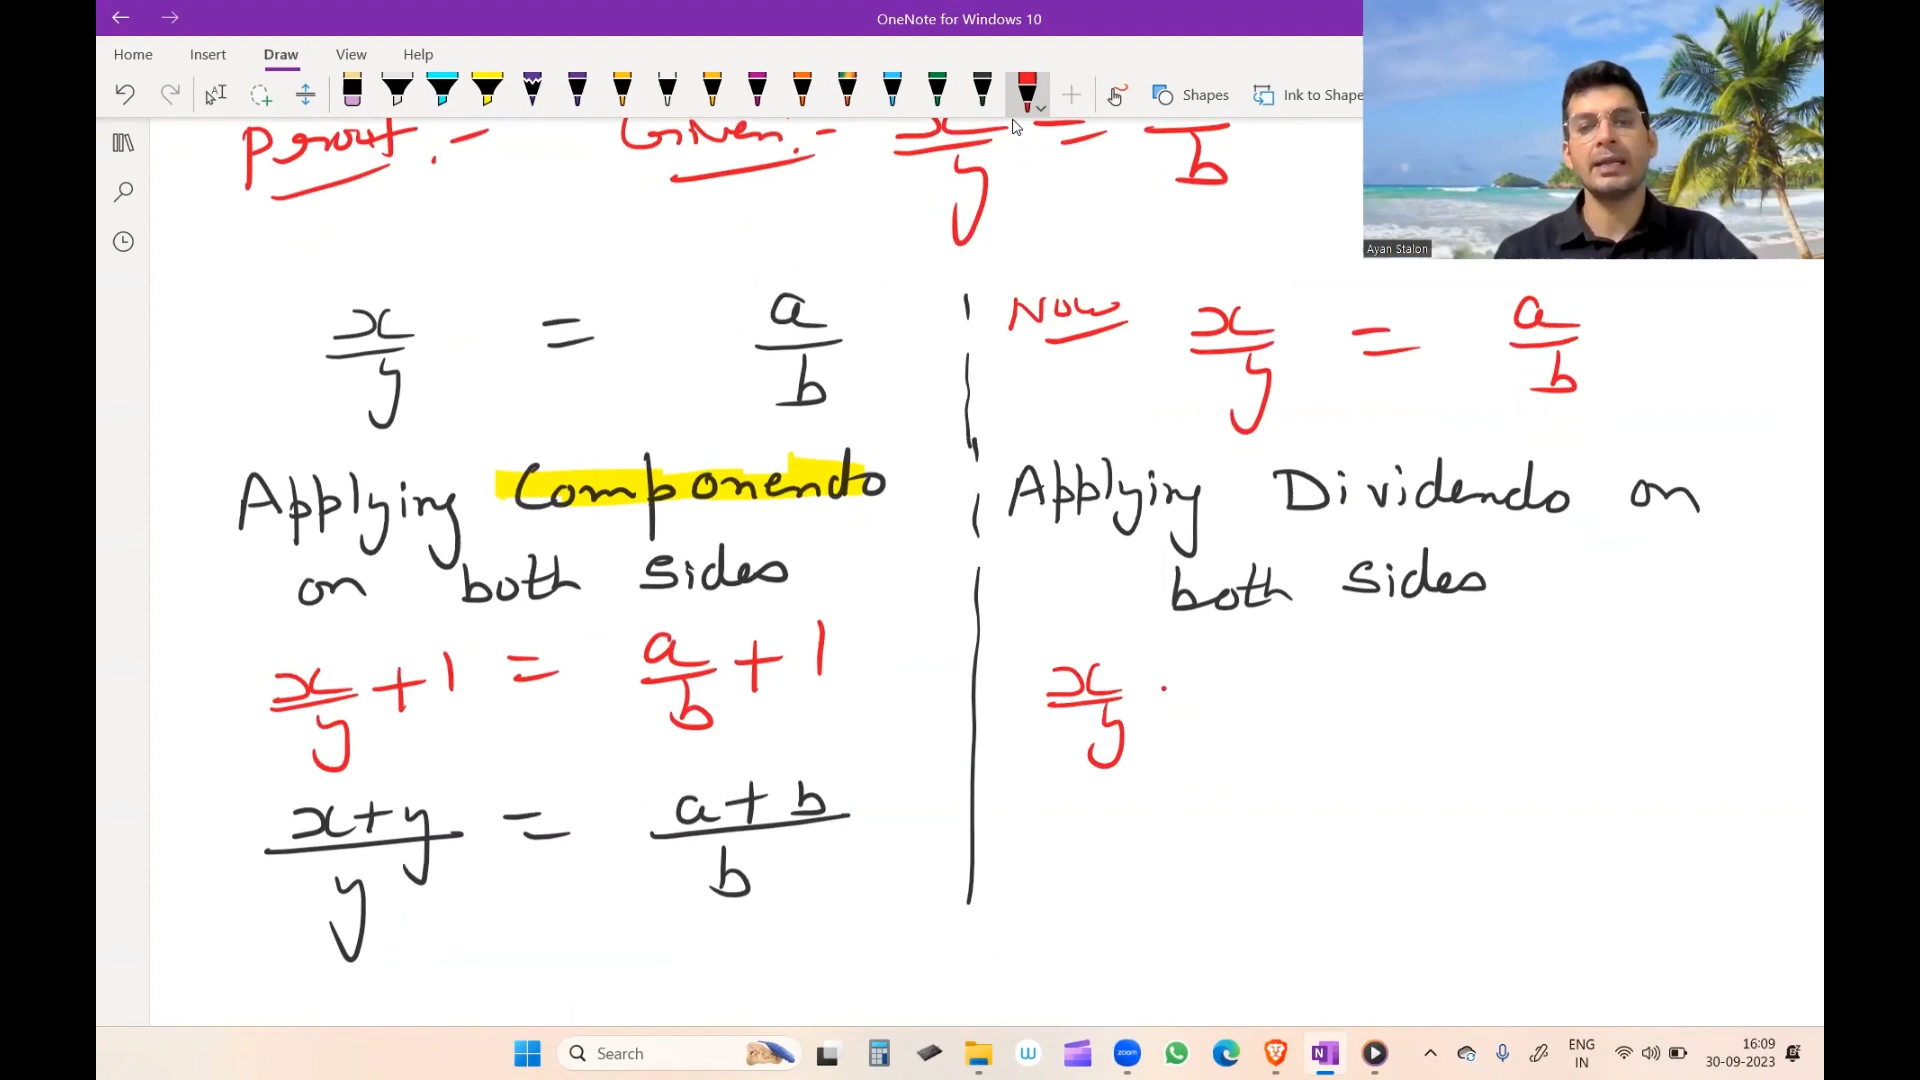 OneNote for Windows 10
Home Insert Draw View Help
Shapes Ink to Shape
Proof :- Given :- x/y = /b
Ayan Stalon
x/y = a/b
Applying Componendo
on both sides
x/y + 1 = a/b + 1
x+y/y = a+b/b
Now x/y = a/b
Applying Dividendo on
both sides
x/y
Search
zoom
ENG
IN
16:09
30-09-2023